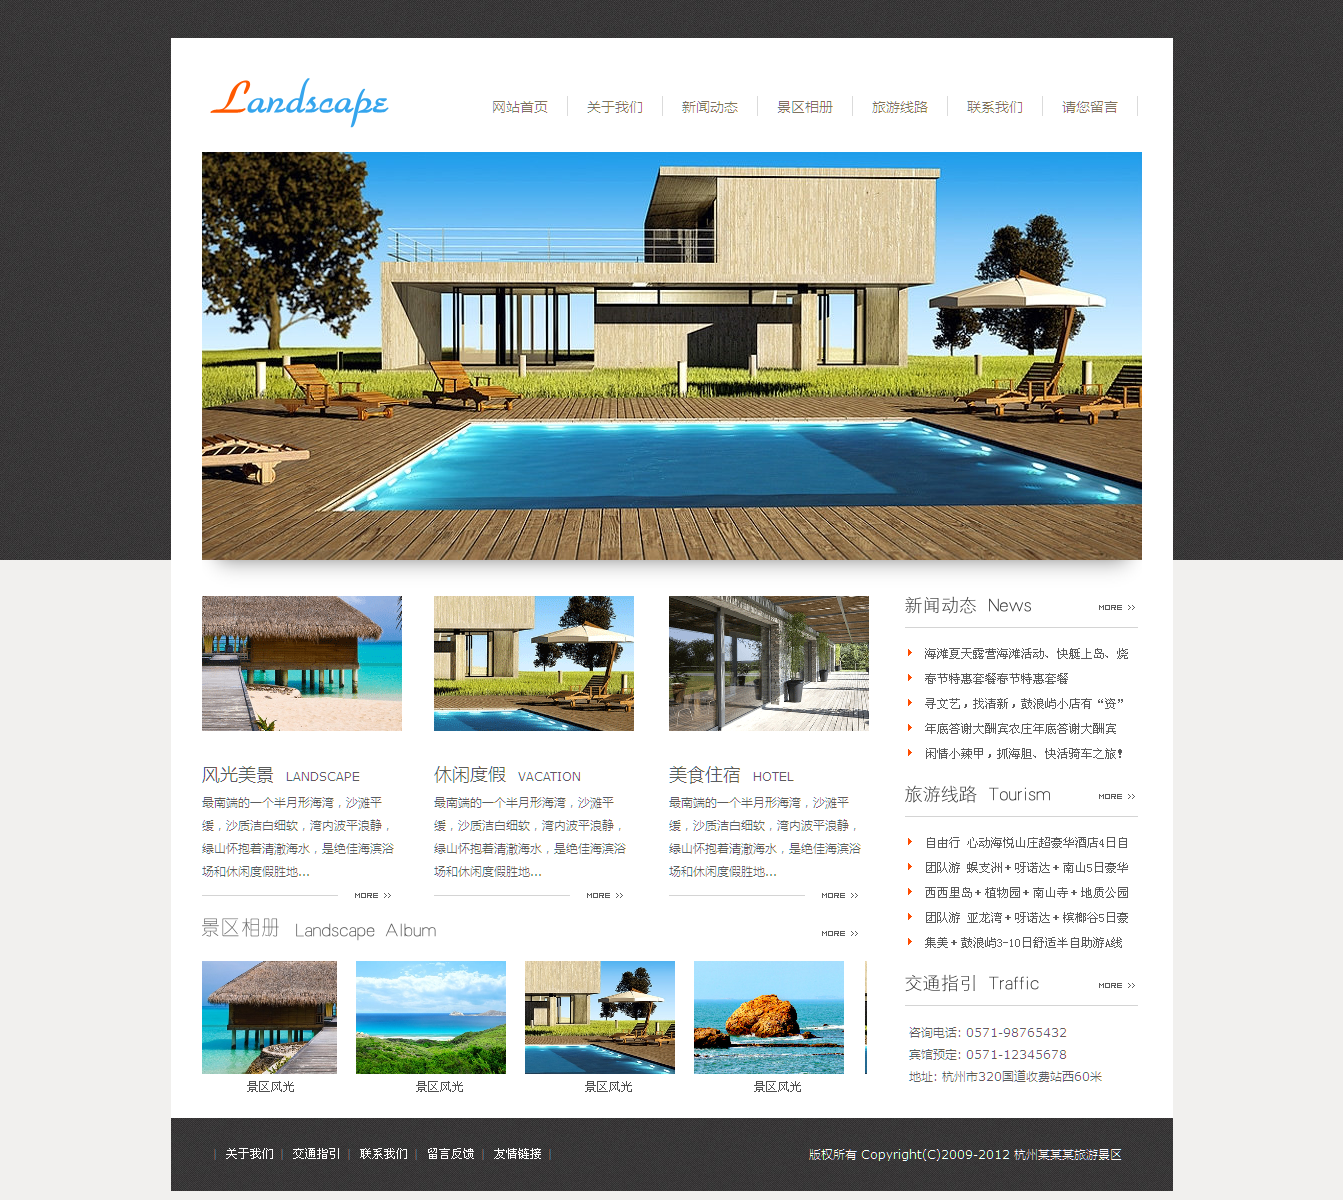 Landscape
网站首页 关于我们 新闻动态 景区相册 旅游线路 联系我们 请您留言
风光美景 LANDSCAPE
最南端的一个半月形海湾，沙滩平
缓，沙质洁白细软，湾内波平浪静，
绿山怀抱着清澈海水，是绝佳海滨浴
场和休闲度假胜地...
MORE >>
休闲度假 VACATION
最南端的一个半月形海湾，沙滩平
缓，沙质洁白细软，湾内波平浪静，
绿山怀抱着清澈海水，是绝佳海滨浴
场和休闲度假胜地...
MORE >>
美食住宿 HOTEL
最南端的一个半月形海湾，沙滩平
缓，沙质洁白细软，湾内波平浪静，
绿山怀抱着清澈海水，是绝佳海滨浴
场和休闲度假胜地...
MORE >>
景区相册 Landscape Album
MORE >>
景区风光 景区风光 景区风光 景区风光
新闻动态 News MORE >>
海滩夏天露营海滩活动、快艇上岛、烧
春节特惠套餐春节特惠套餐
寻文艺，找清新，鼓浪屿小店有“资”
年底答谢大酬宾农庄年底答谢大酬宾
闲情小辣甲，抓海胆、快活骑车之旅！
旅游线路 Tourism MORE >>
自由行 心动海悦山庄超豪华酒店4日自
团队游 蜈支洲+呀诺达+南山5日豪华
西西里岛+植物园+南山寺+地质公园
团队游 亚龙湾+呀诺达+槟榔谷5日豪
集美+鼓浪屿3-10日舒适半自助游A线
交通指引 Traffic MORE >>
咨询电话: 0571-98765432
宾馆预定: 0571-12345678
地址: 杭州市320国道收费站西60米
| 关于我们 | 交通指引 | 联系我们 | 留言反馈 | 友情链接 |
版权所有 Copyright(C)2009-2012 杭州某某某旅游景区